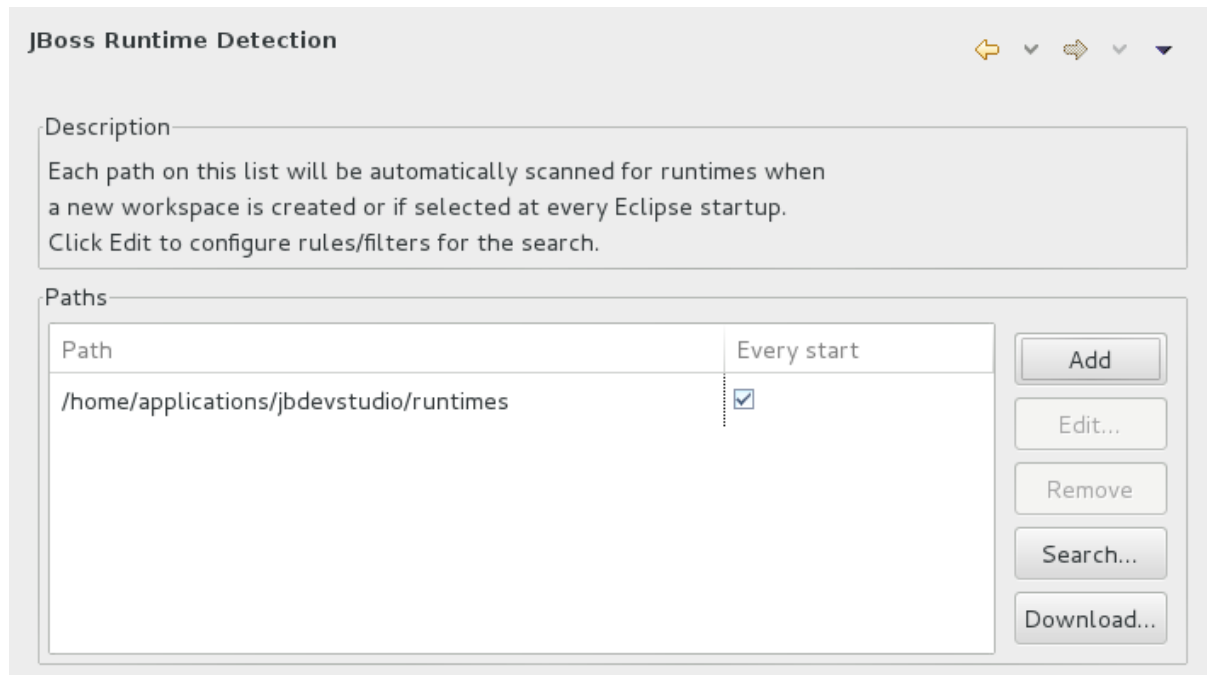 JBoss Runtime Detection
Description
Each path on this list will be automatically scanned for runtimes when
a new workspace is created or if selected at every Eclipse startup.
Click Edit to configure rules/filters for the search.
Paths
Path Every start
/home/applications/jbdevstudio/runtimes
Add
Edit...
Remove
Search...
Download...